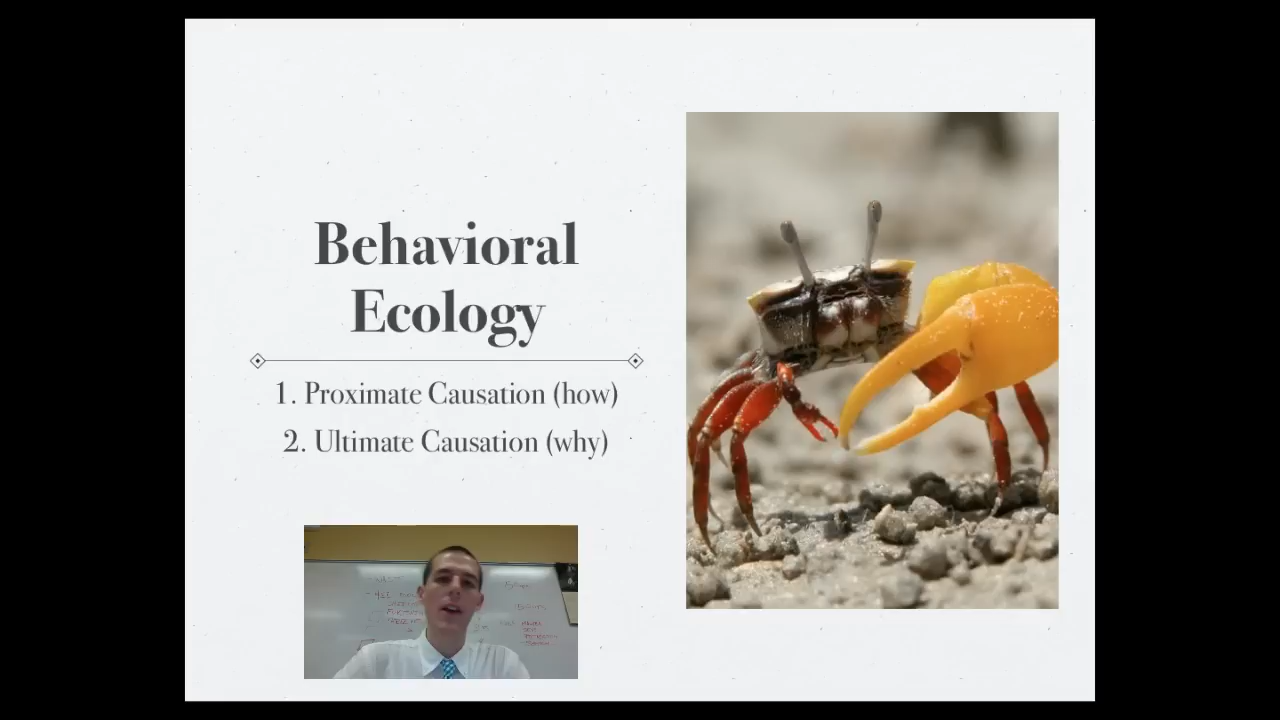 Behavioral
Ecology
1. Proximate Causation (how)
2. Ultimate Causation (why)